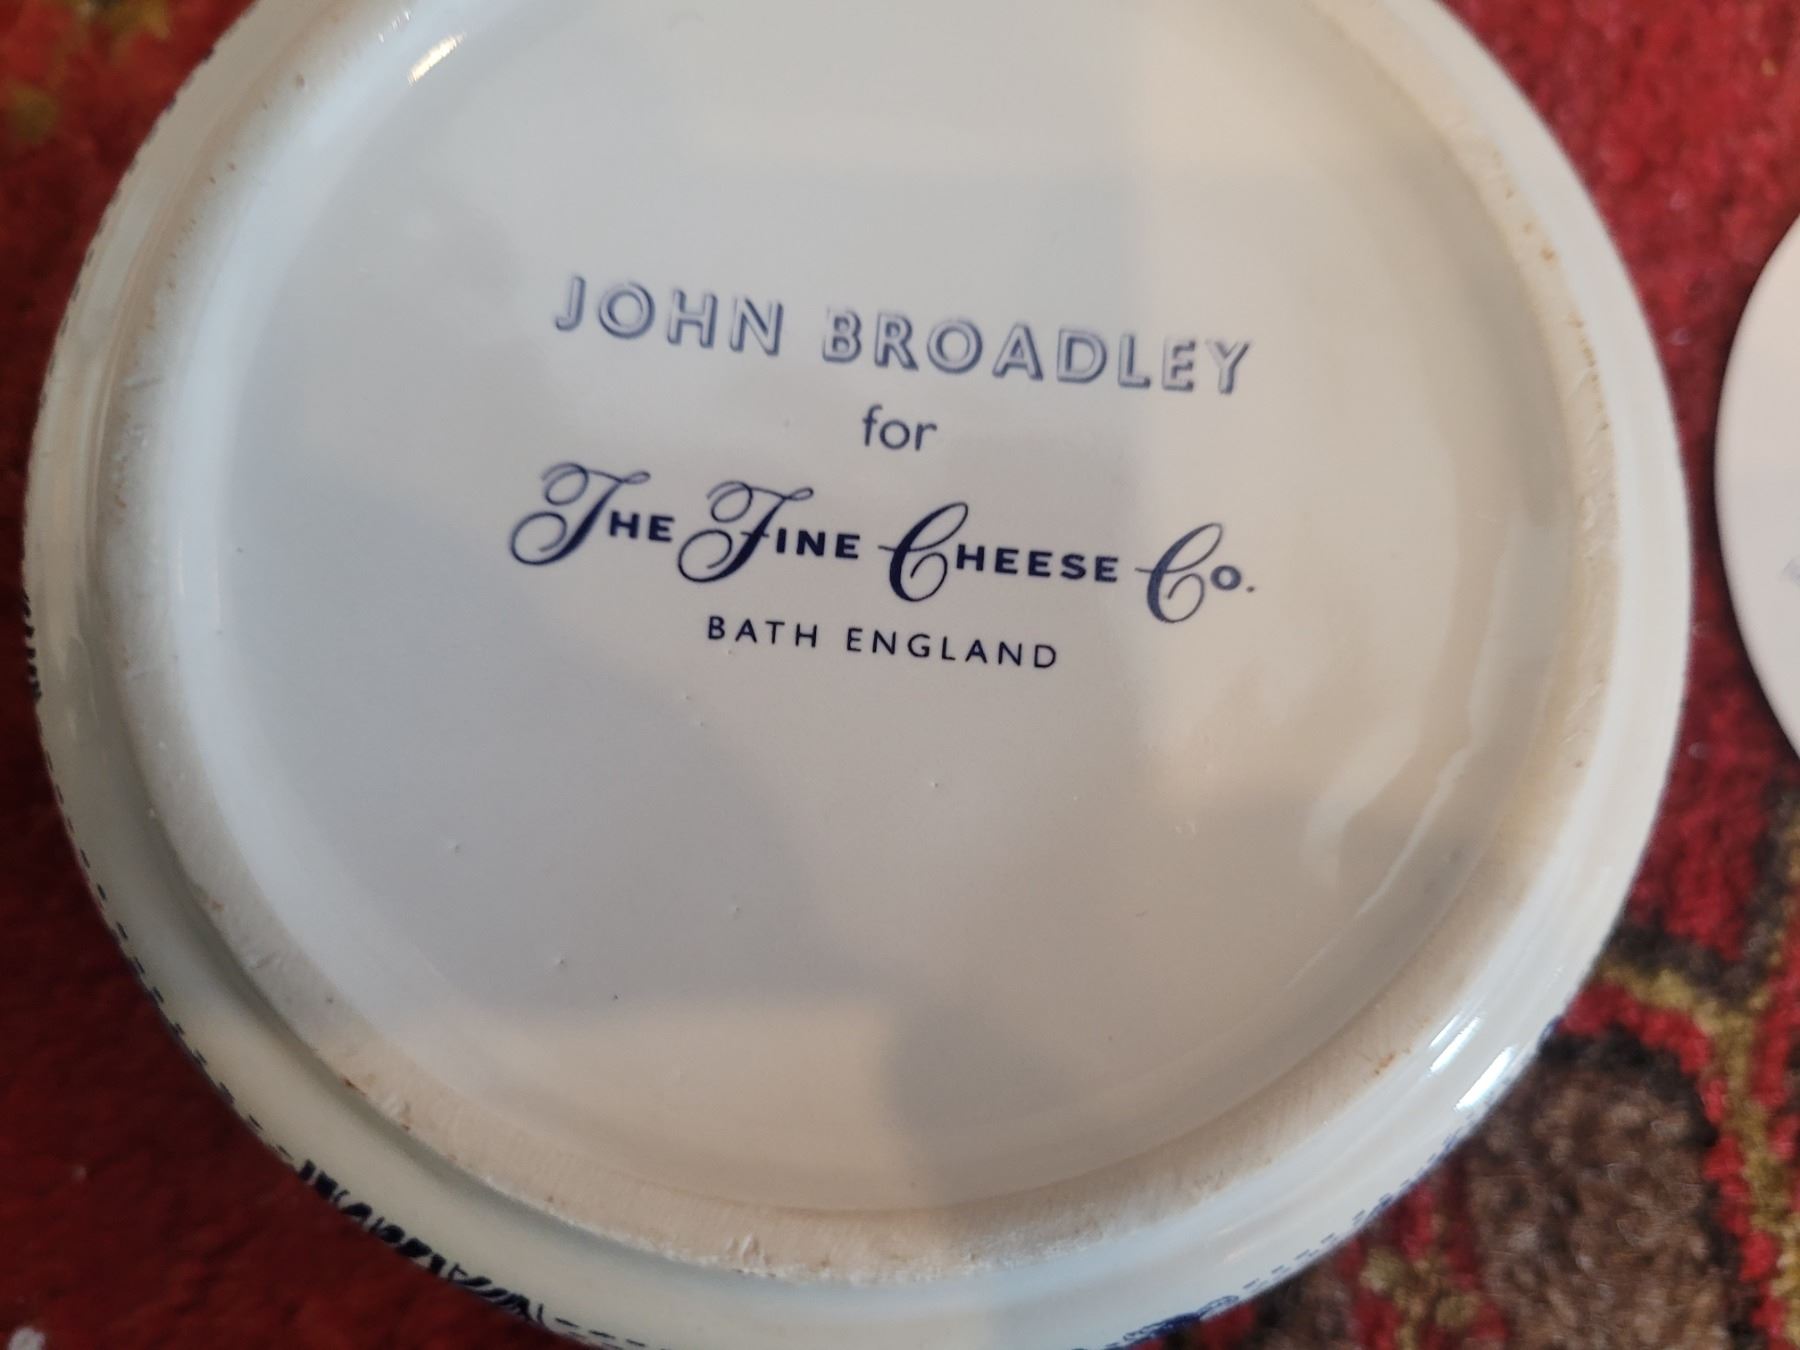 JOHN BROADLEY
for
THE FINE CHEESE CO.
BATH ENGLAND